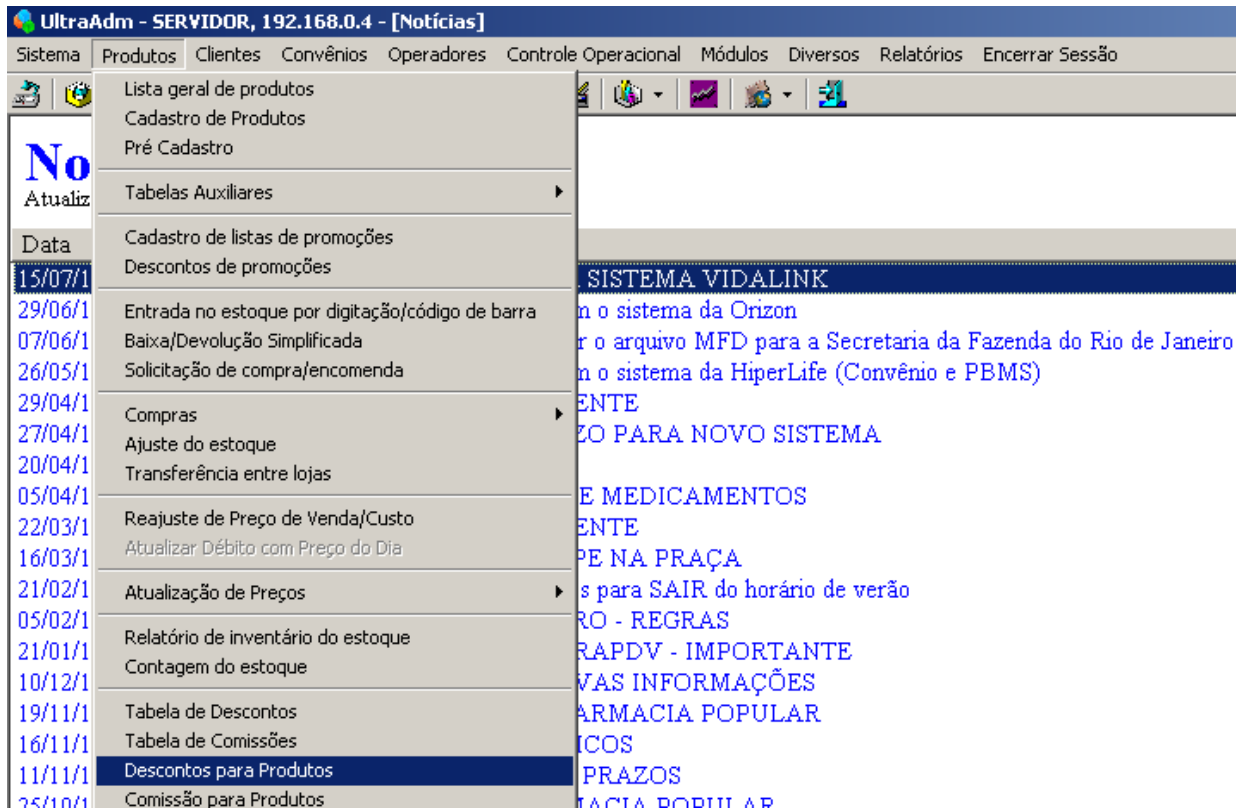 UltraAdm - SERVIDOR, 192.168.0.4 - [Notícias]
Sistema Produtos Clientes Convênios Operadores Controle Operacional Módulos Diversos Relatórios Encerrar Sessão
Lista geral de produtos
Cadastro de Produtos
Pré Cadastro
Tabelas Auxiliares
Cadastro de listas de promoções
Descontos de promoções
Entrada no estoque por digitação/código de barra
Baixa/Devolução Simplificada
Solicitação de compra/encomenda
Compras
Ajuste do estoque
Transferência entre lojas
Reajuste de Preço de Venda/Custo
Atualizar Débito com Preço do Dia
Atualização de Preços
Relatório de inventário do estoque
Contagem do estoque
Tabela de Descontos
Tabela de Comissões
Descontos para Produtos
Comissão para Produtos
No
Atualiz
Data
15/07/1 SISTEMA VIDALINK
29/06/1 m o sistema da Orizon
07/06/1 r o arquivo MFD para a Secretaria da Fazenda do Rio de Janeiro
26/05/1 m o sistema da HiperLife (Convênio e PBMS)
29/04/1 ENTE
27/04/1 ZO PARA NOVO SISTEMA
20/04/1
05/04/1 E MEDICAMENTOS
22/03/1 ENTE
16/03/1 PE NA PRAÇA
21/02/1 s para SAIR do horário de verão
05/02/1 RO - REGRAS
21/01/1 RAPDV - IMPORTANTE
10/12/1 VAS INFORMAÇÕES
19/11/1 ARMACIA POPULAR
16/11/1 ICOS
11/11/1 PRAZOS
25/10/1 MACIA POPULAR